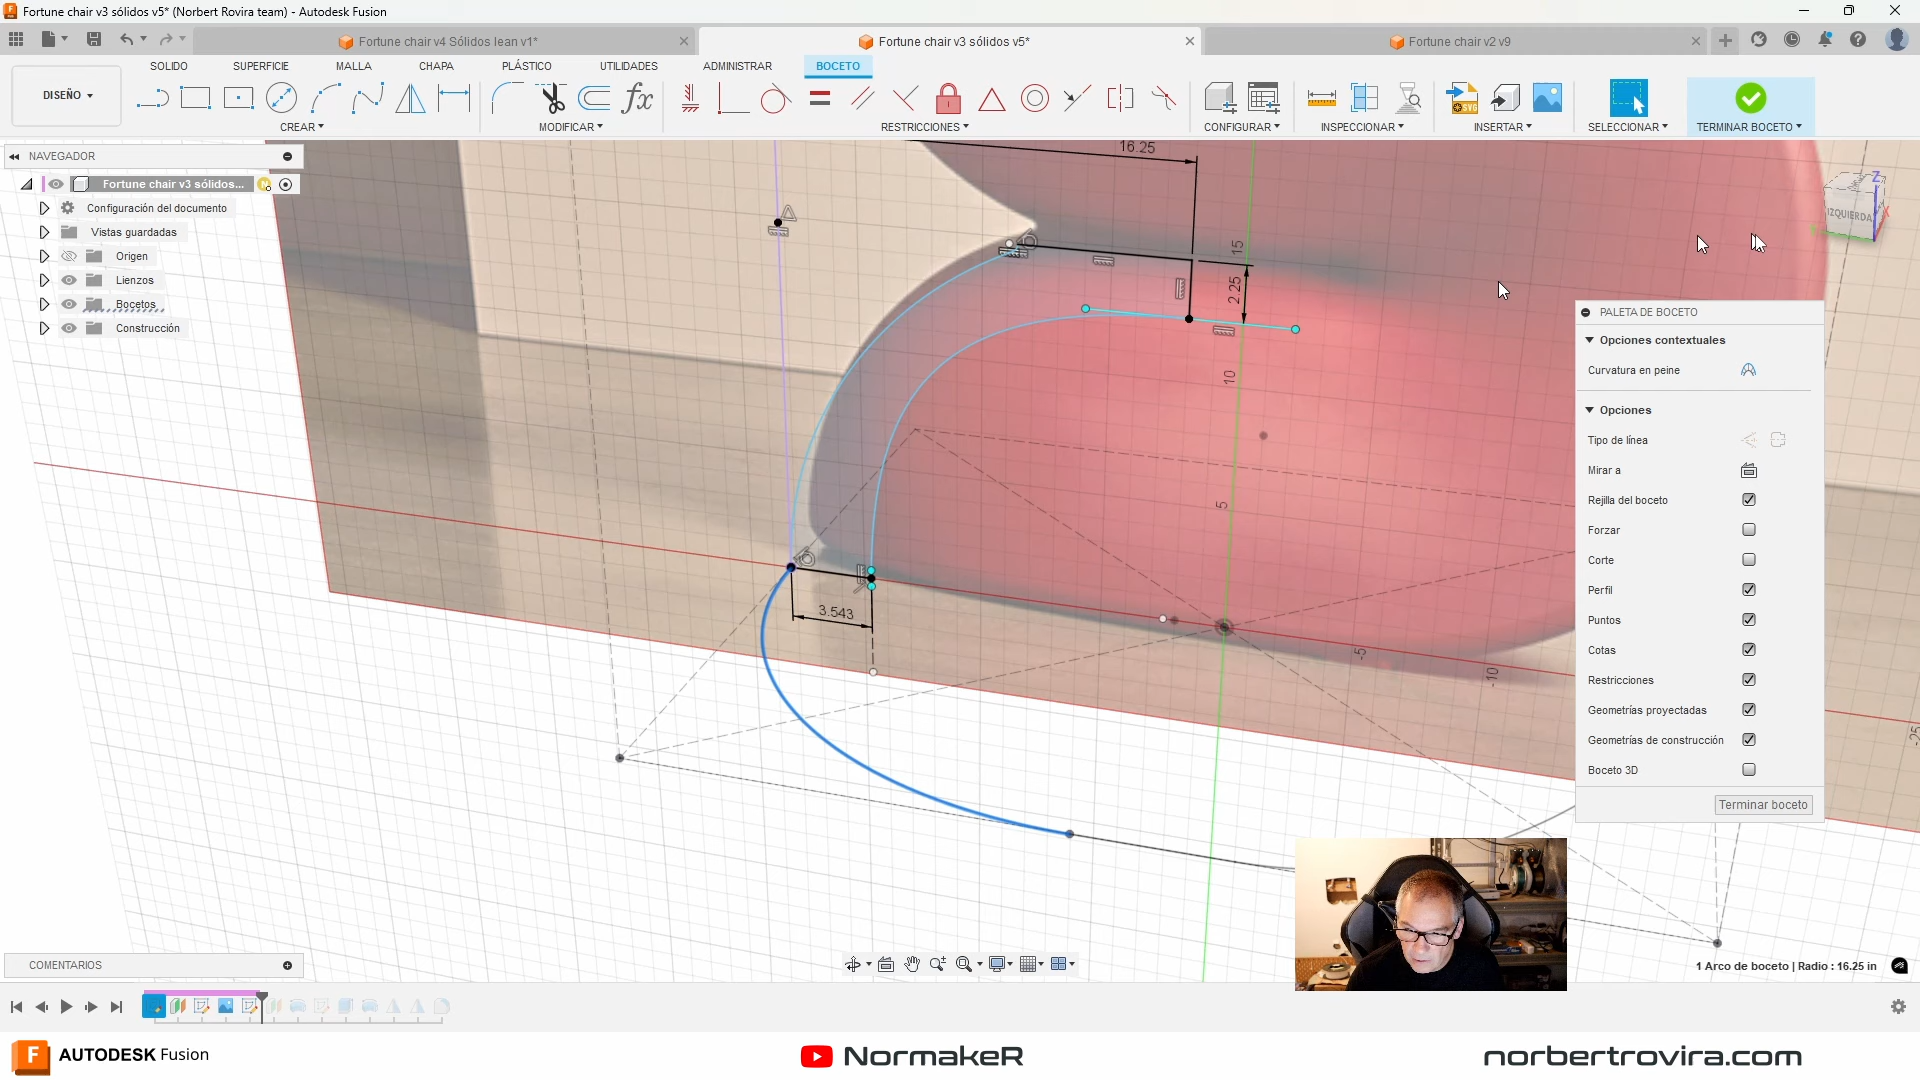 Fortune chair v3 sólidos v5* (Norbert Rovira team) - Autodesk Fusion
Fortune chair v4 Sólidos lean v1*
Fortune chair v3 sólidos v5*
Fortune chair v2 v9
SOLIDO
SUPERFICIE
MALLA
CHAPA
PLÁSTICO
UTILIDADES
ADMINISTRAR
BOCETO
DISEÑO
CREAR
MODIFICAR
RESTRICCIONES
CONFIGURAR
INSPECCIONAR
INSERTAR
SELECCIONAR
TERMINAR BOCETO
fx
SVG
NAVEGADOR
Fortune chair v3 sólidos...
Configuración del documento
Vistas guardadas
Origen
Lienzos
Bocetos
Construcción
16.25
15
2.25
10
5
3.543
-5
-10
-25
IZQUIERDA
Z
X
PALETA DE BOCETO
Opciones contextuales
Curvatura en peine
Opciones
Tipo de línea
Mirar a
Rejilla del boceto
Forzar
Corte
Perfil
Puntos
Cotas
Restricciones
Geometrías proyectadas
Geometrías de construcción
Boceto 3D
Terminar boceto
COMENTARIOS
1 Arco de boceto | Radio : 16.25 in
F AUTODESK Fusion
NormakeR
norbertrovira.com